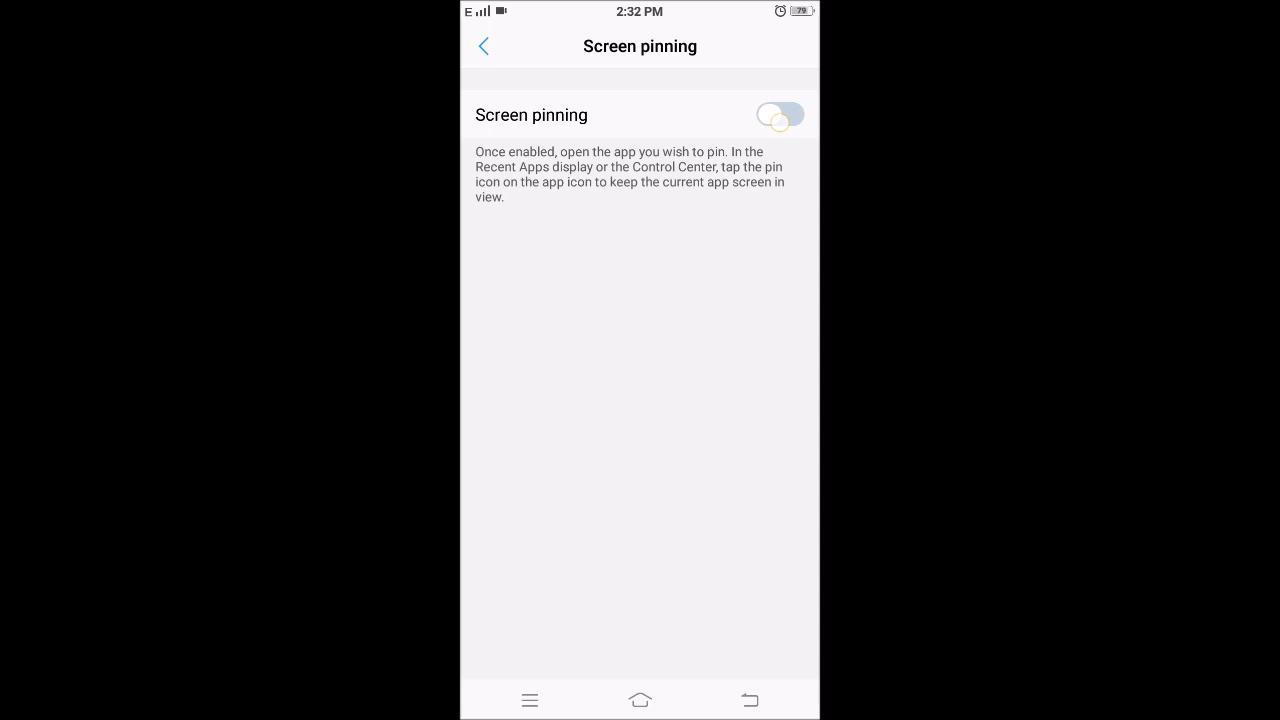 E 2:32 PM 79
Screen pinning
Screen pinning
Once enabled, open the app you wish to pin. In the
Recent Apps display or the Control Center, tap the pin
icon on the app icon to keep the current app screen in
view.